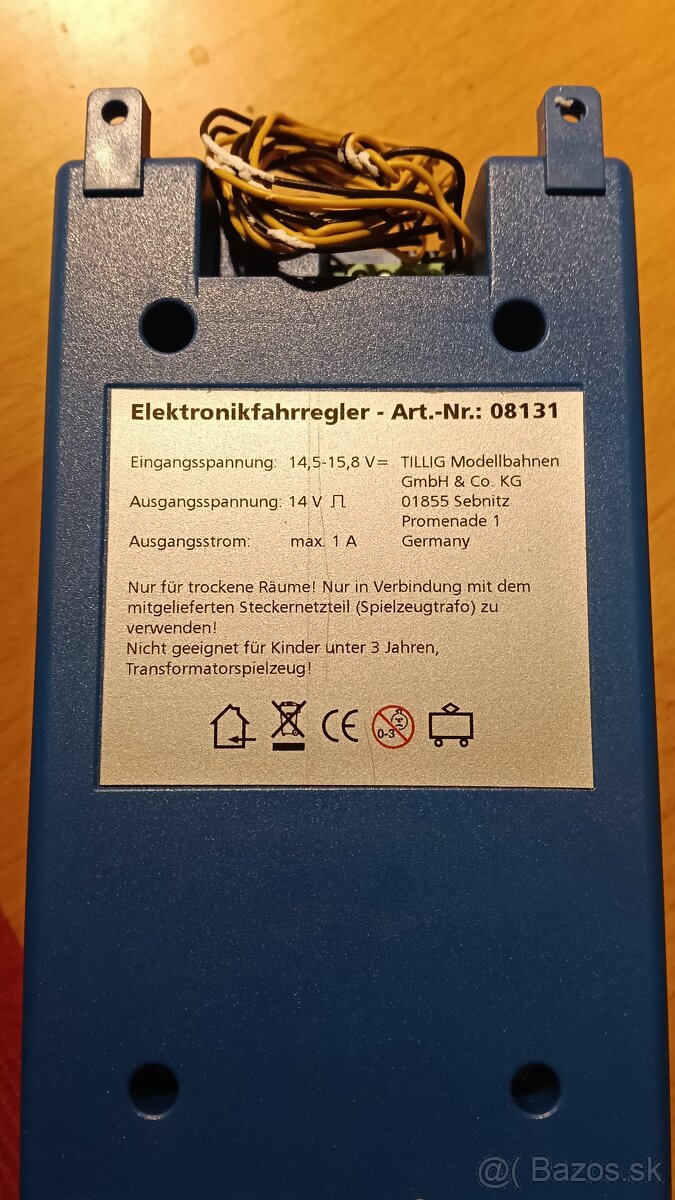 Elektronikfahrregler - Art.-Nr.: 08131
Eingangsspannung: 14,5-15,8 V=
Ausgangsspannung: 14 V ⎍
Ausgangsstrom: max. 1 A
TILLIG Modellbahnen
GmbH & Co. KG
01855 Sebnitz
Promenade 1
Germany
Nur für trockene Räume! Nur in Verbindung mit dem
mitgelieferten Steckernetzteil (Spielzeugtrafo) zu
verwenden!
Nicht geeignet für Kinder unter 3 Jahren,
Transformatorspielzeug!
CE 0-3
@( Bazos.sk